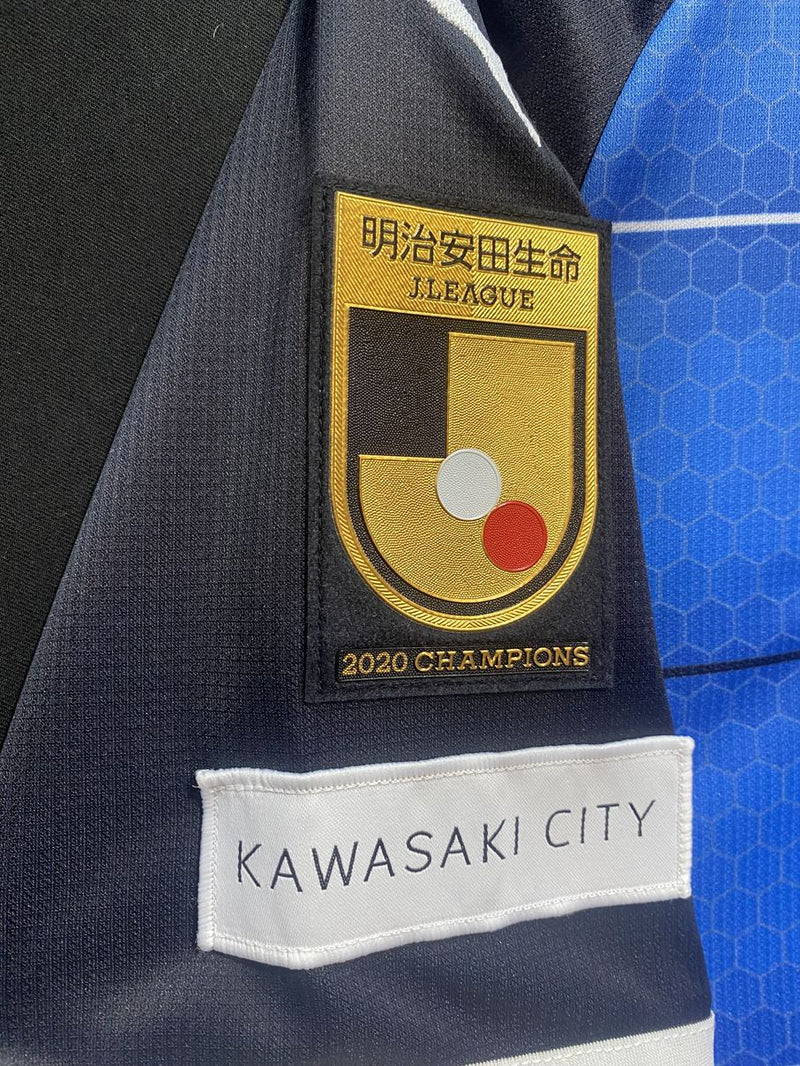 明治安田生命
J.LEAGUE
2020 CHAMPIONS
KAWASAKI CITY